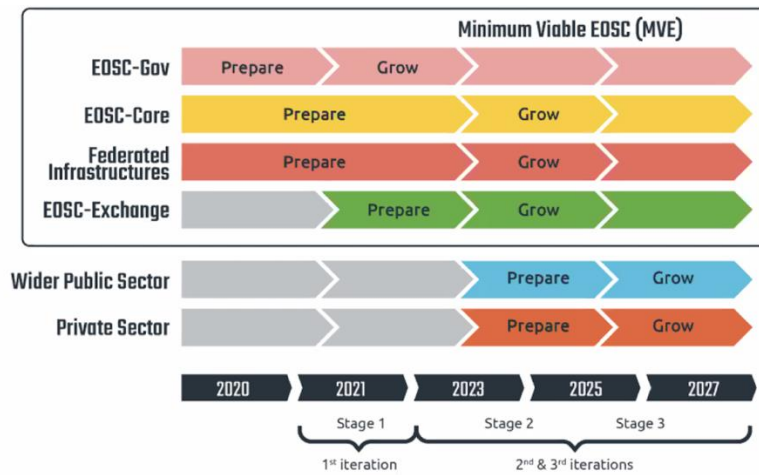 Minimum Viable EOSC (MVE)
EOSC-Gov
Prepare
Grow
EOSC-Core
Prepare
Grow
Federated
Infrastructures
Prepare
Grow
EOSC-Exchange
Prepare
Grow
Wider Public Sector
Prepare
Grow
Private Sector
Prepare
Grow
2020
2021
2023
2025
2027
Stage 1
Stage 2
Stage 3
1st iteration
2nd & 3rd iterations